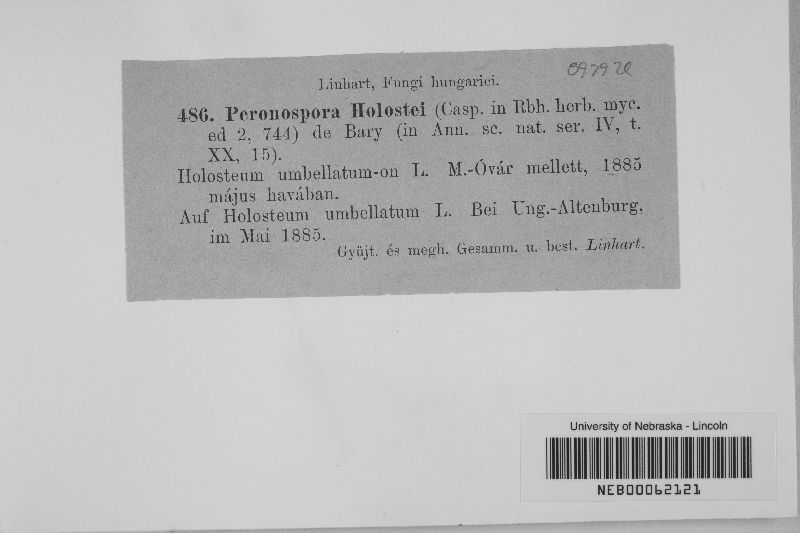 Linhart, Fungi hungarici.
486. Peronospora Holostei (Casp. in Rbh. herb. myc.
ed 2, 744) de Bary (in Ann. sc. nat. ser. IV, t.
XX, 15).
Holosteum umbellatum-on L. M.-Óvár mellett, 1885
május havában.
Auf Holosteum umbellatum L. Bei Ung.-Altenburg,
im Mai 1885.
Gyüjt. és megh. Gesamm. u. best. Linhart.
University of Nebraska - Lincoln
NEB00062121